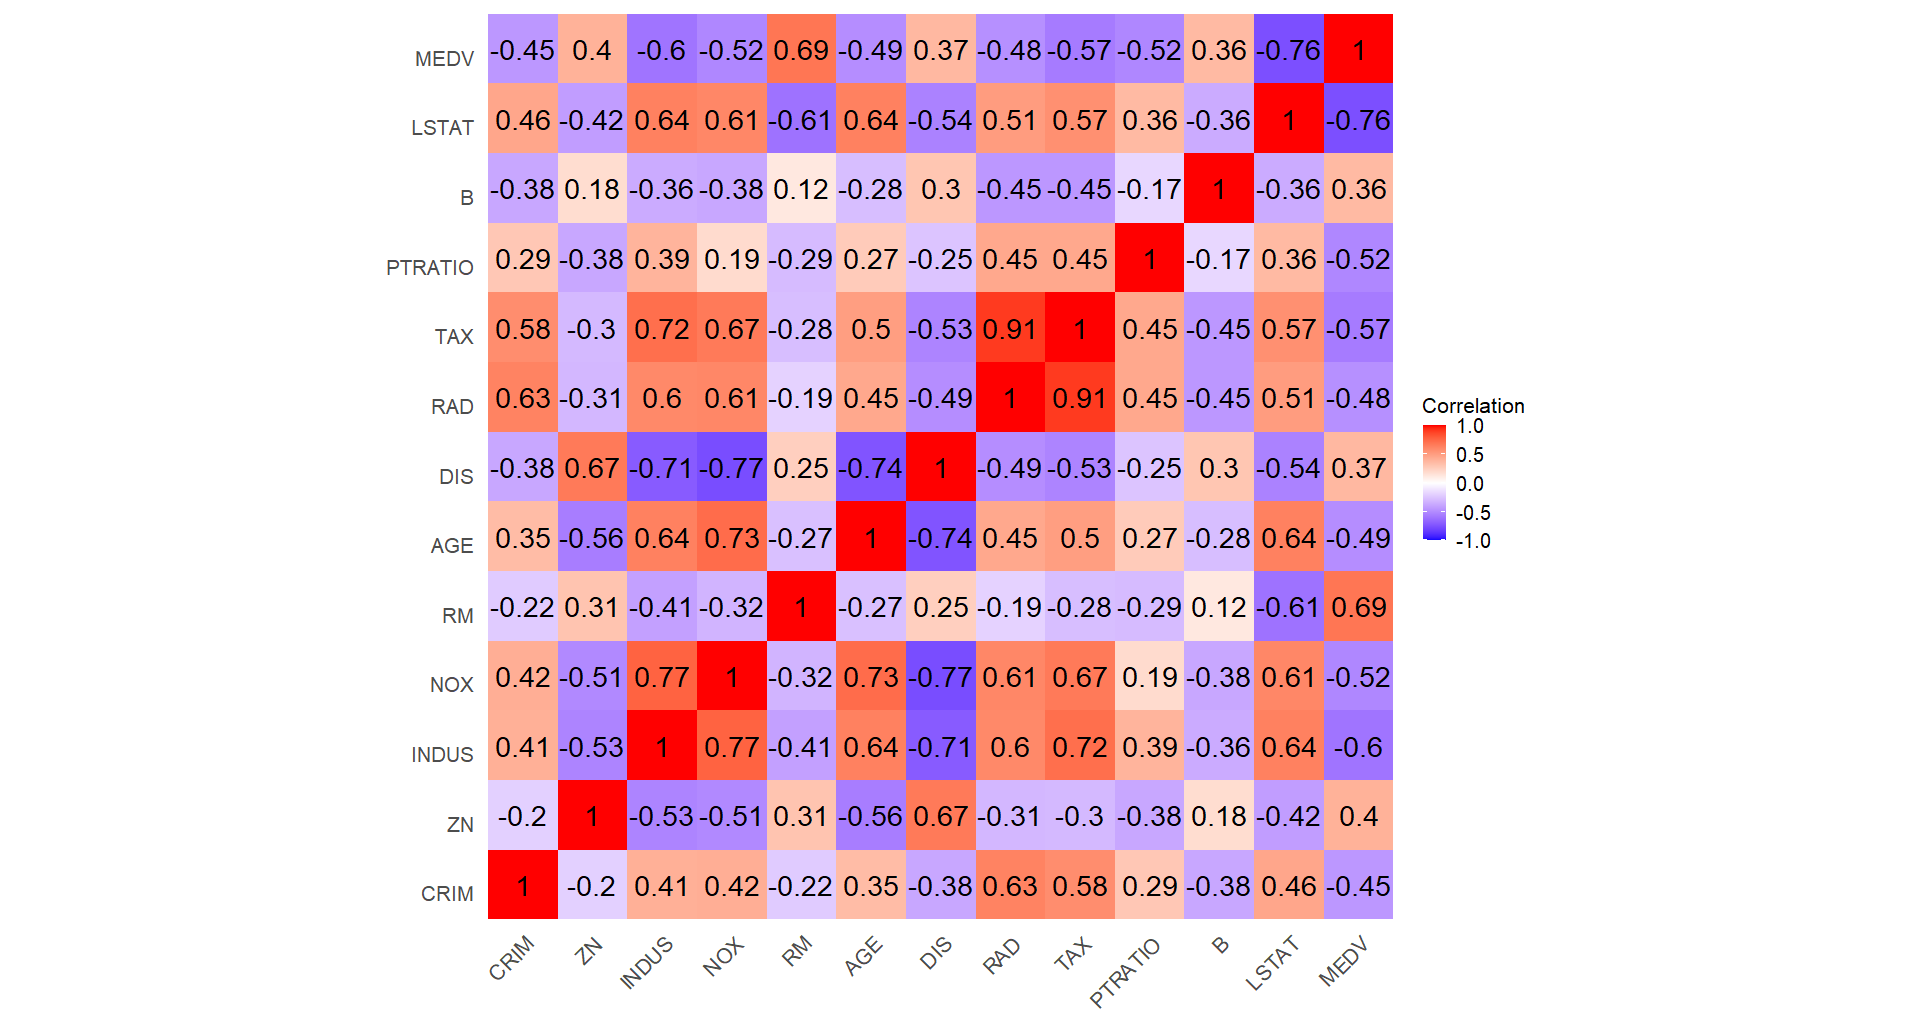 MEDV -0.45 0.4 -0.6 -0.52 0.69 -0.49 0.37 -0.48 -0.57 -0.52 0.36 -0.76 1
LSTAT 0.46 -0.42 0.64 0.61 -0.61 0.64 -0.54 0.51 0.57 0.36 -0.36 1 -0.76
B -0.38 0.18 -0.36 -0.38 0.12 -0.28 0.3 -0.45 -0.45 -0.17 1 -0.36 0.36
PTRATIO 0.29 -0.38 0.39 0.19 -0.29 0.27 -0.25 0.45 0.45 1 -0.17 0.36 -0.52
TAX 0.58 -0.3 0.72 0.67 -0.28 0.5 -0.53 0.91 1 0.45 -0.45 0.57 -0.57
RAD 0.63 -0.31 0.6 0.61 -0.19 0.45 -0.49 1 0.91 0.45 -0.45 0.51 -0.48
DIS -0.38 0.67 -0.71 -0.77 0.25 -0.74 1 -0.49 -0.53 -0.25 0.3 -0.54 0.37
AGE 0.35 -0.56 0.64 0.73 -0.27 1 -0.74 0.45 0.5 0.27 -0.28 0.64 -0.49
RM -0.22 0.31 -0.41 -0.32 1 -0.27 0.25 -0.19 -0.28 -0.29 0.12 -0.61 0.69
NOX 0.42 -0.51 0.77 1 -0.32 0.73 -0.77 0.61 0.67 0.19 -0.38 0.61 -0.52
INDUS 0.41 -0.53 1 0.77 -0.41 0.64 -0.71 0.6 0.72 0.39 -0.36 0.64 -0.6
ZN -0.2 1 -0.53 -0.51 0.31 -0.56 0.67 -0.31 -0.3 -0.38 0.18 -0.42 0.4
CRIM 1 -0.2 0.41 0.42 -0.22 0.35 -0.38 0.63 0.58 0.29 -0.38 0.46 -0.45
CRIM ZN INDUS NOX RM AGE DIS RAD TAX PTRATIO B LSTAT MEDV
Correlation
1.0
0.5
0.0
-0.5
-1.0